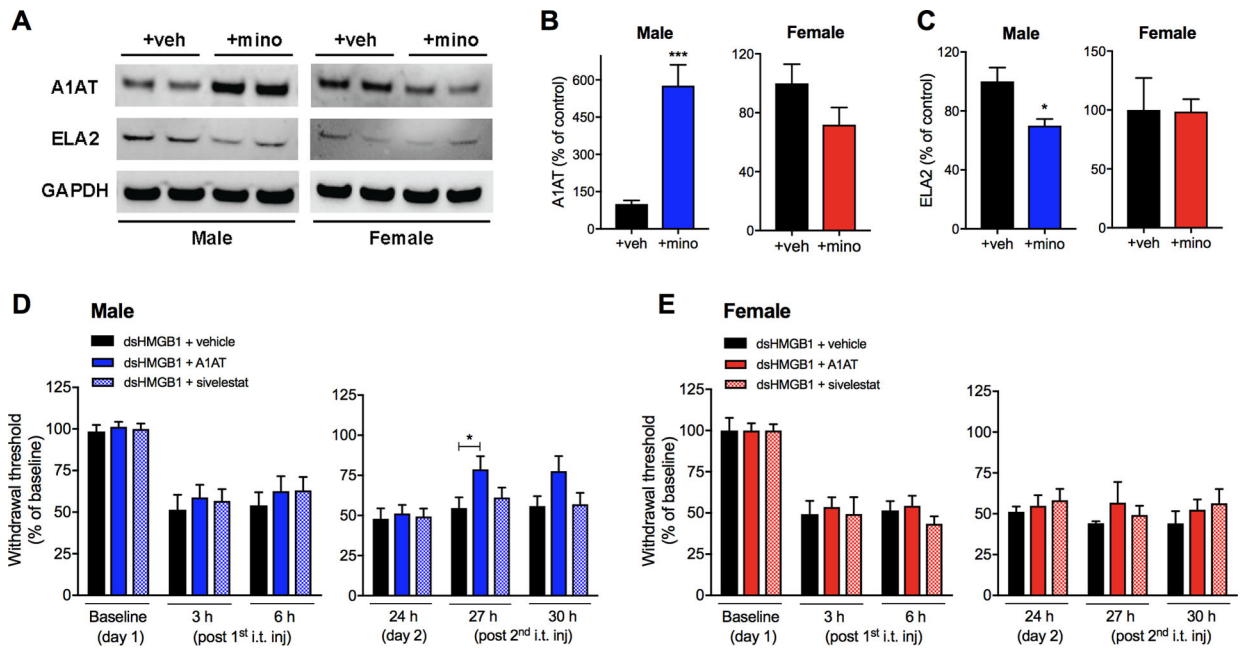 A
+veh +mino +veh +mino
A1AT
ELA2
GAPDH
Male Female
B
Male Female
***
A1AT (% of control)
600
450
300
150
0
+veh +mino
120
80
40
0
+veh +mino
C
Male Female
*
ELA2 (% of control)
120
80
40
0
+veh +mino
150
100
50
0
+veh +mino
D
Male
dsHMGB1 + vehicle
dsHMGB1 + A1AT
dsHMGB1 + sivelestat
Withdrawal threshold
(% of baseline)
125
100
75
50
25
0
Baseline 3 h 6 h
(day 1) (post 1st i.t. inj)
125
100
75
50
25
0
*
24 h 27 h 30 h
(day 2) (post 2nd i.t. inj)
E
Female
dsHMGB1 + vehicle
dsHMGB1 + A1AT
dsHMGB1 + sivelestat
Withdrawal threshold
(% of baseline)
125
100
75
50
25
0
Baseline 3 h 6 h
(day 1) (post 1st i.t. inj)
125
100
75
50
25
0
24 h 27 h 30 h
(day 2) (post 2nd i.t. inj)